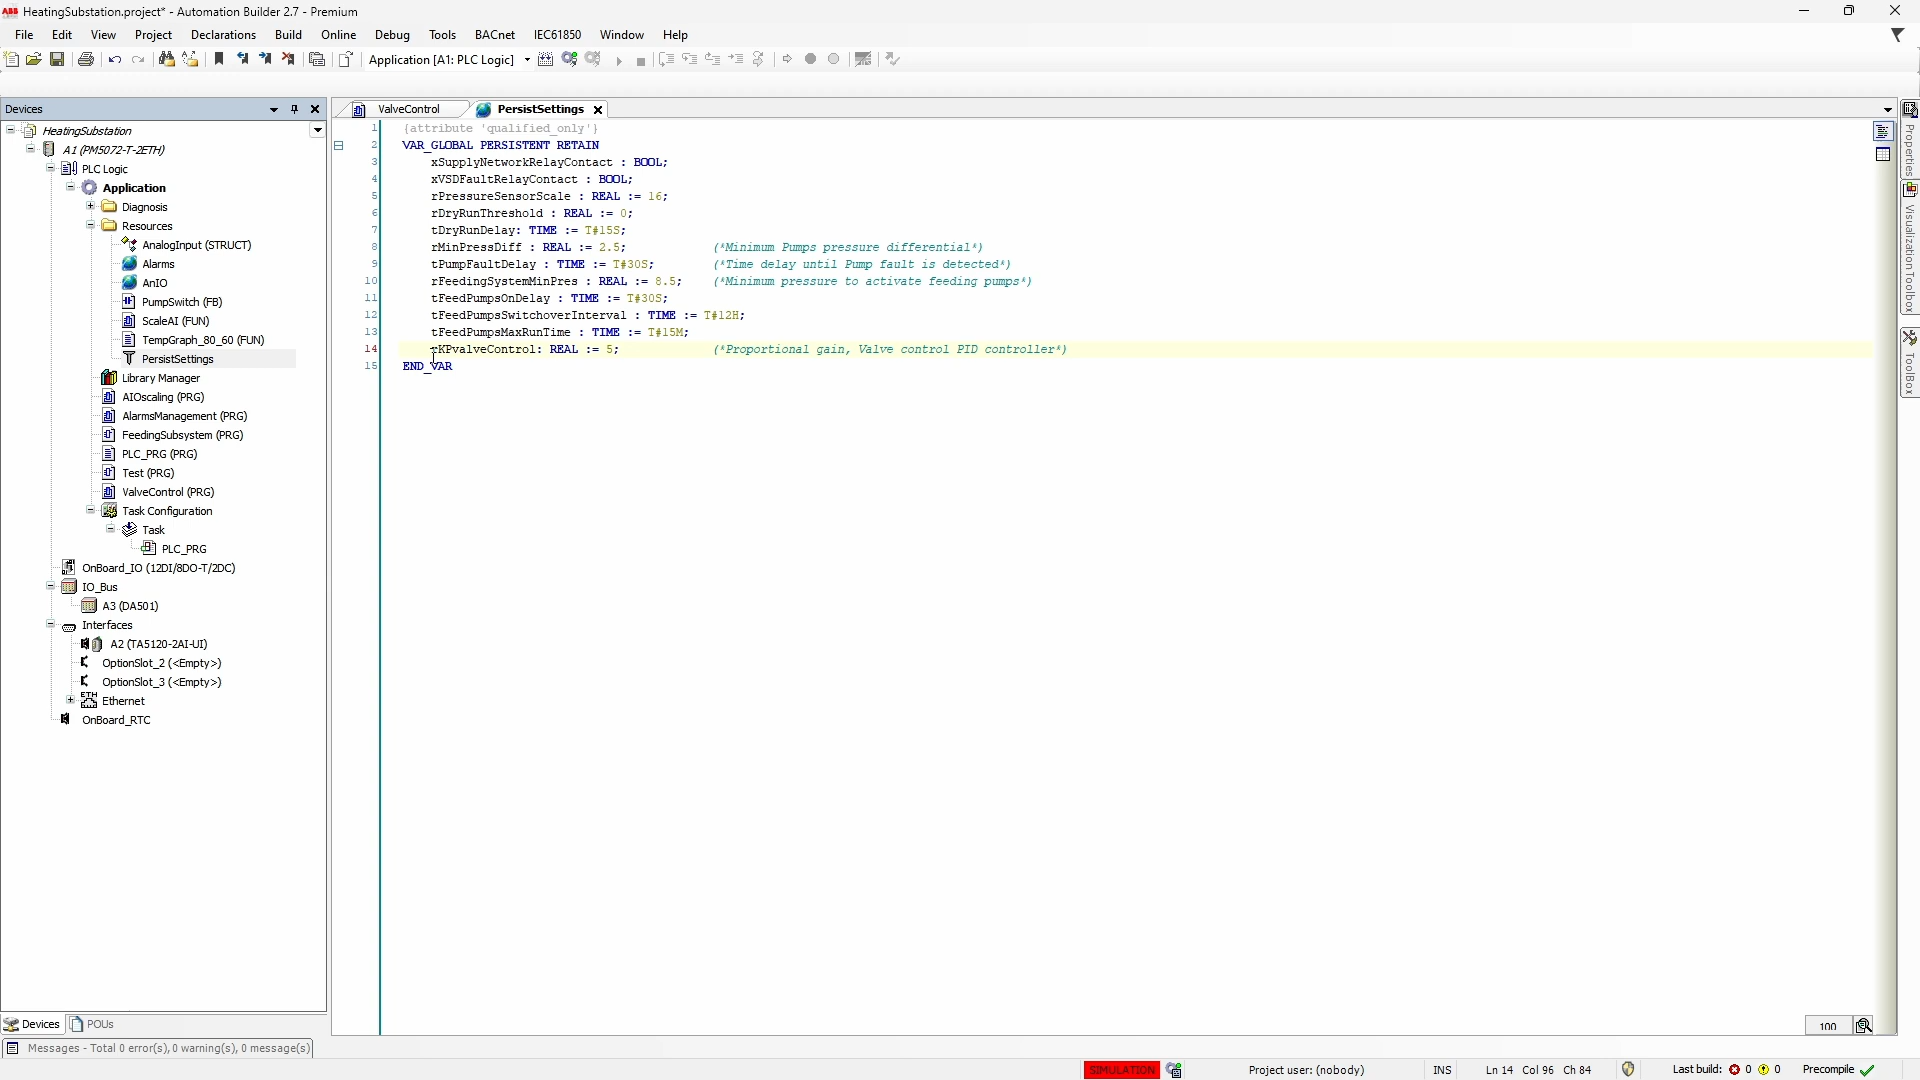 HeatingSubstation.project* - Automation Builder 2.7 - Premium
File Edit View Project Declarations Build Online Debug Tools BACnet IEC61850 Window Help
Application [A1: PLC Logic]
Devices
HeatingSubstation
A1 (PM5072-T-2ETH)
PLC Logic
Application
Diagnosis
Resources
AnalogInput (STRUCT)
Alarms
AnIO
PumpSwitch (FB)
ScaleAI (FUN)
TempGraph_80_60 (FUN)
PersistSettings
Library Manager
AIOscaling (PRG)
AlarmsManagement (PRG)
FeedingSubsystem (PRG)
PLC_PRG (PRG)
Test (PRG)
ValveControl (PRG)
Task Configuration
Task
PLC_PRG
OnBoard_IO (12DI/8DO-T/2DC)
IO_Bus
A3 (DA501)
Interfaces
A2 (TA5120-2AI-UI)
OptionSlot_2 (<Empty>)
OptionSlot_3 (<Empty>)
Ethernet
OnBoard_RTC
Devices POUs
ValveControl PersistSettings
1 {attribute 'qualified_only'}
2 VAR_GLOBAL PERSISTENT RETAIN
3 xSupplyNetworkRelayContact : BOOL;
4 xVSDFaultRelayContact : BOOL;
5 rPressureSensorScale : REAL := 16;
6 rDryRunThreshold : REAL := 0;
7 tDryRunDelay: TIME := T#15S;
8 rMinPressDiff : REAL := 2.5; (*Minimum Pumps pressure differential*)
9 tPumpFaultDelay : TIME := T#30S; (*Time delay until Pump fault is detected*)
10 rFeedingSystemMinPres : REAL := 8.5; (*Minimum pressure to activate feeding pumps*)
11 tFeedPumpsOnDelay : TIME := T#30S;
12 tFeedPumpsSwitchoverInterval : TIME := T#12H;
13 tFeedPumpsMaxRunTime : TIME := T#15M;
14 rKPvalveControl: REAL := 5; (*Proportional gain, Valve control PID controller*)
15 END_VAR
Properties
Visualization Toolbox
ToolBox
100
Messages - Total 0 error(s), 0 warning(s), 0 message(s)
SIMULATION Project user: (nobody) INS Ln 14 Col 96 Ch 84 Last build: 0 0 Precompile